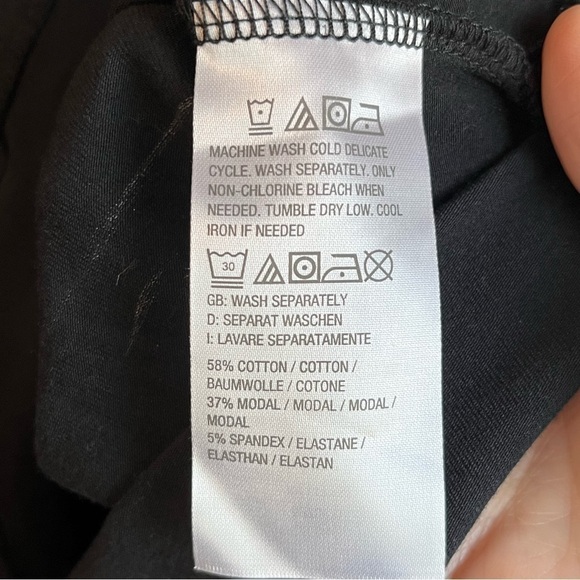 MACHINE WASH COLD DELICATE
CYCLE. WASH SEPARATELY. ONLY
NON-CHLORINE BLEACH WHEN
NEEDED. TUMBLE DRY LOW. COOL
IRON IF NEEDED
30
GB: WASH SEPARATELY
D: SEPARAT WASCHEN
I: LAVARE SEPARATAMENTE
58% COTTON / COTTON /
BAUMWOLLE / COTONE
37% MODAL / MODAL / MODAL /
MODAL
5% SPANDEX / ELASTANE /
ELASTHAN / ELASTAN